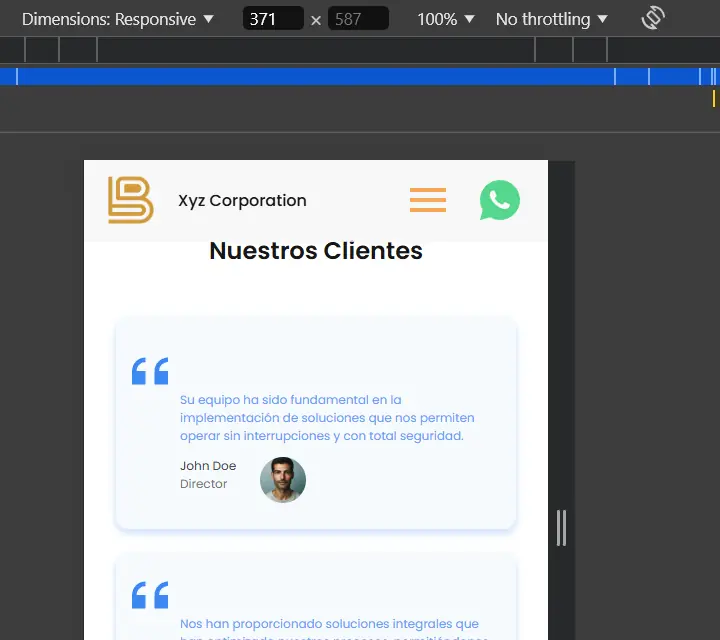 Dimensions: Responsive ▼ 371 × 587 100% ▼ No throttling ▼
Xyz Corporation
Nuestros Clientes
Su equipo ha sido fundamental en la
implementación de soluciones que nos permiten
operar sin interrupciones y con total seguridad.
John Doe
Director
Nos han proporcionado soluciones integrales que